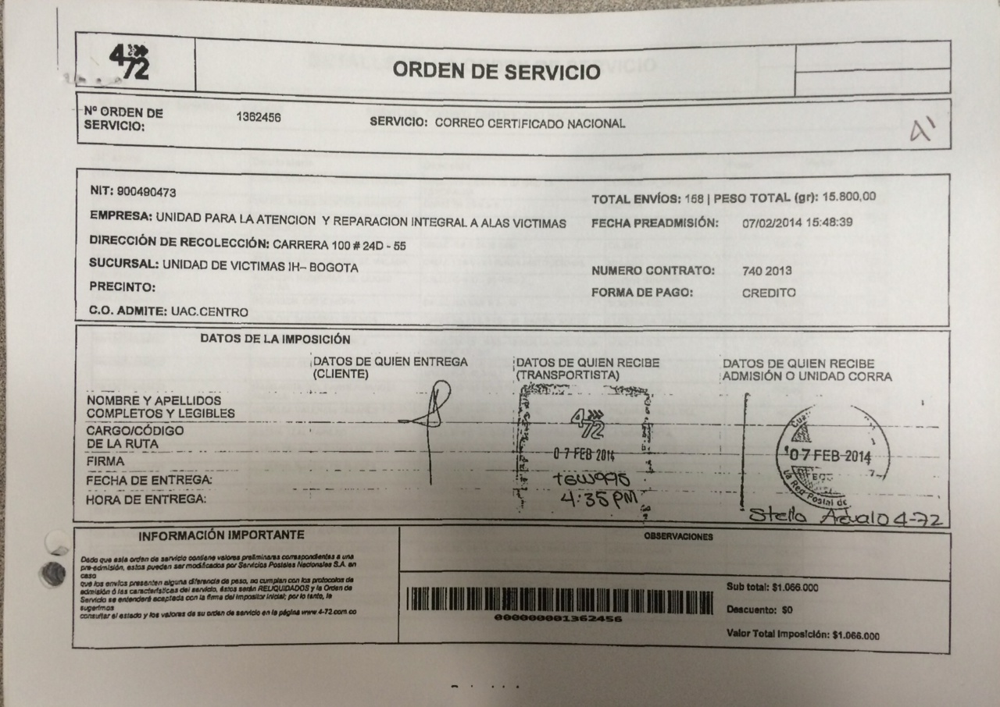 4-72
ORDEN DE SERVICIO
Nº ORDEN DE SERVICIO: 1362456 SERVICIO: CORREO CERTIFICADO NACIONAL
NIT: 900490473
EMPRESA: UNIDAD PARA LA ATENCION Y REPARACION INTEGRAL A ALAS VICTIMAS
DIRECCIÓN DE RECOLECCIÓN: CARRERA 100 # 24D - 55
SUCURSAL: UNIDAD DE VICTIMAS IH– BOGOTA
PRECINTO:
C.O. ADMITE: UAC.CENTRO
TOTAL ENVÍOS: 158 | PESO TOTAL (gr): 15.800,00
FECHA PREADMISIÓN: 07/02/2014 15:48:39
NUMERO CONTRATO: 740 2013
FORMA DE PAGO: CREDITO
DATOS DE LA IMPOSICIÓN
DATOS DE QUIEN ENTREGA
(CLIENTE)
DATOS DE QUIEN RECIBE
(TRANSPORTISTA)
DATOS DE QUIEN RECIBE
ADMISIÓN O UNIDAD CORRA
NOMBRE Y APELLIDOS
COMPLETOS Y LEGIBLES
CARGO/CÓDIGO
DE LA RUTA
FIRMA
FECHA DE ENTREGA:
HORA DE ENTREGA:
4-72
07 FEB 2014
TGW995
4:35 PM
07 FEB 2014
La Red Postal de
Stella 4-72
INFORMACIÓN IMPORTANTE
Dado que esta orden de servicio contiene valores preliminares correspondientes a una
pre-admisión, estos pueden ser modificados por Servicios Postales Nacionales S.A. en
caso
que los envíos presenten alguna diferencia de peso, no cumplan con los protocolos de
admisión ó las características del servicio, éstos serán RELIQUIDADOS y la Orden de
Servicio se entenderá aceptada con la firma del impositor inicial; por lo tanto, le
sugerimos
consultar el estado y los valores de su orden de servicio en la página www.4-72.com.co
OBSERVACIONES
000000001362456
Sub total: $1.066.000
Descuento: $0
Valor Total Imposición: $1.066.000